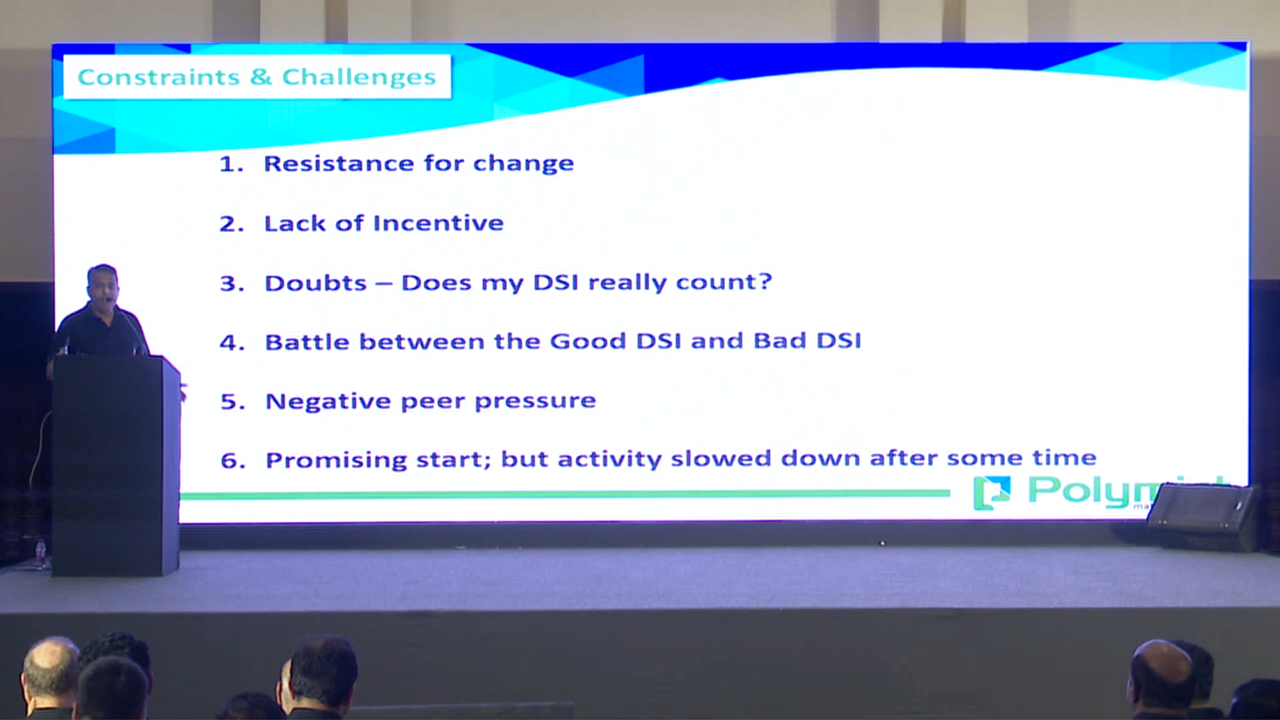 Constraints & Challenges
1. Resistance for change
2. Lack of Incentive
3. Doubts – Does my DSI really count?
4. Battle between the Good DSI and Bad DSI
5. Negative peer pressure
6. Promising start; but activity slowed down after some time